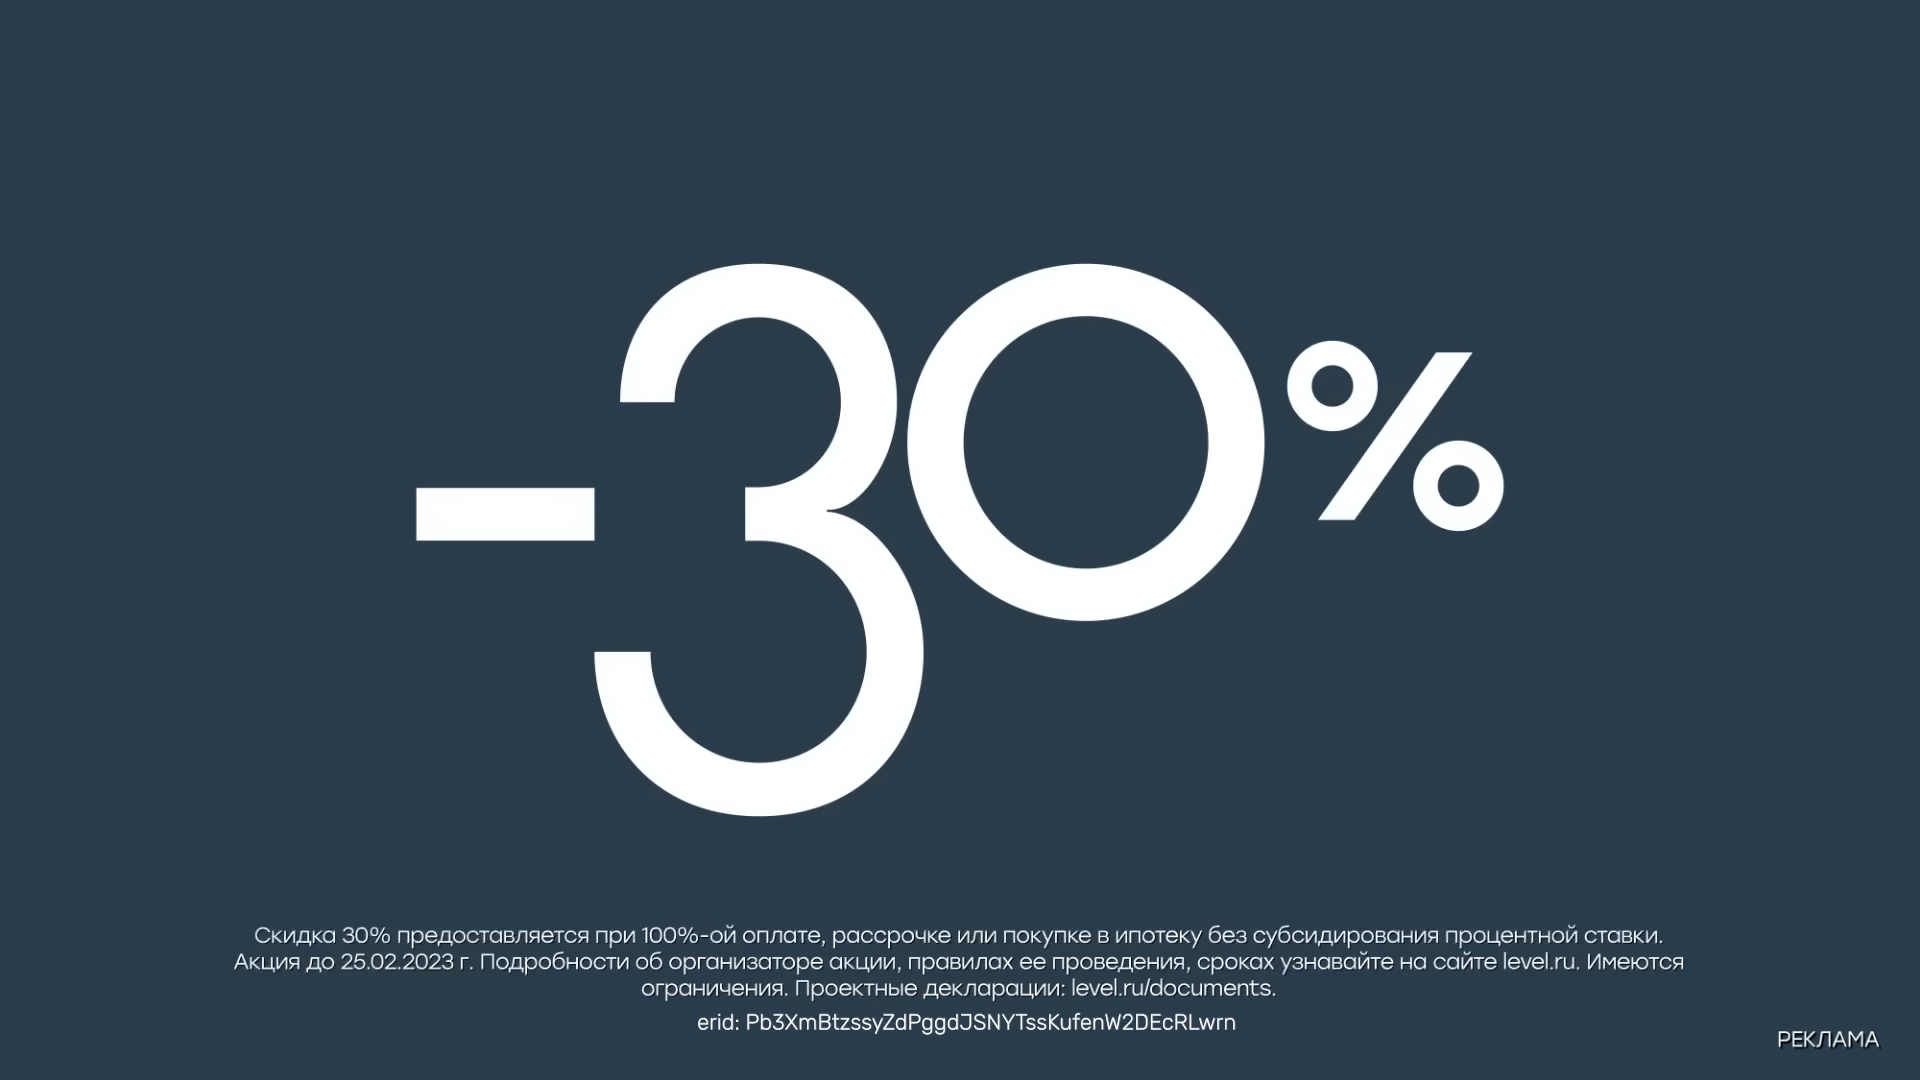 -30%
Скидка 30% предоставляется при 100%-ой оплате, рассрочке или покупке в ипотеку без субсидирования процентной ставки.
Акция до 25.02.2023 г. Подробности об организаторе акции, правилах ее проведения, сроках узнавайте на сайте level.ru. Имеются
ограничения. Проектные декларации: level.ru/documents.
erid: Pb3XmBtzssyZdPggdJSNYTssKufenW2DEcRLwrn
РЕКЛАМА